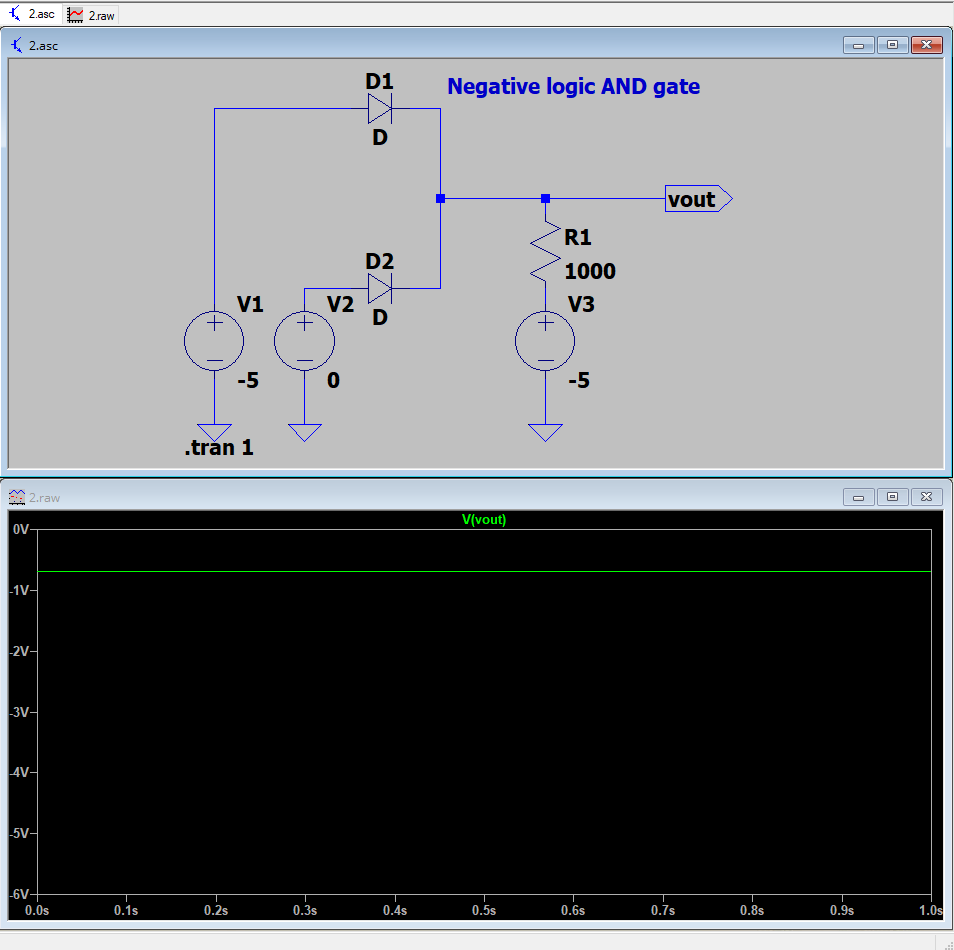 2.asc
2.raw
2.asc
D1
Negative logic AND gate
D
vout
R1
1000
D2
D
V1
V2
V3
-5
0
-5
.tran 1
2.raw
V(vout)
0V
-1V
-2V
-3V
-4V
-5V
-6V
0.0s 0.1s 0.2s 0.3s 0.4s 0.5s 0.6s 0.7s 0.8s 0.9s 1.0s